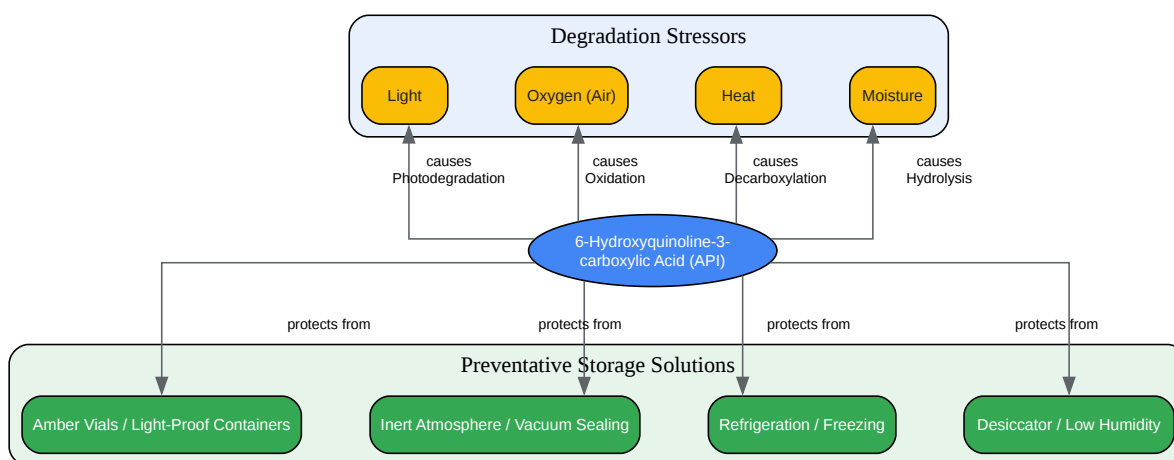 Degradation Stressors
Light
Oxygen (Air)
Heat
Moisture
causes
Photodegradation
causes
Oxidation
causes
Decarboxylation
causes
Hydrolysis
6-Hydroxyquinoline-3-
carboxylic Acid (API)
protects from
protects from
protects from
protects from
Preventative Storage Solutions
Amber Vials / Light-Proof Containers
Inert Atmosphere / Vacuum Sealing
Refrigeration / Freezing
Desiccator / Low Humidity